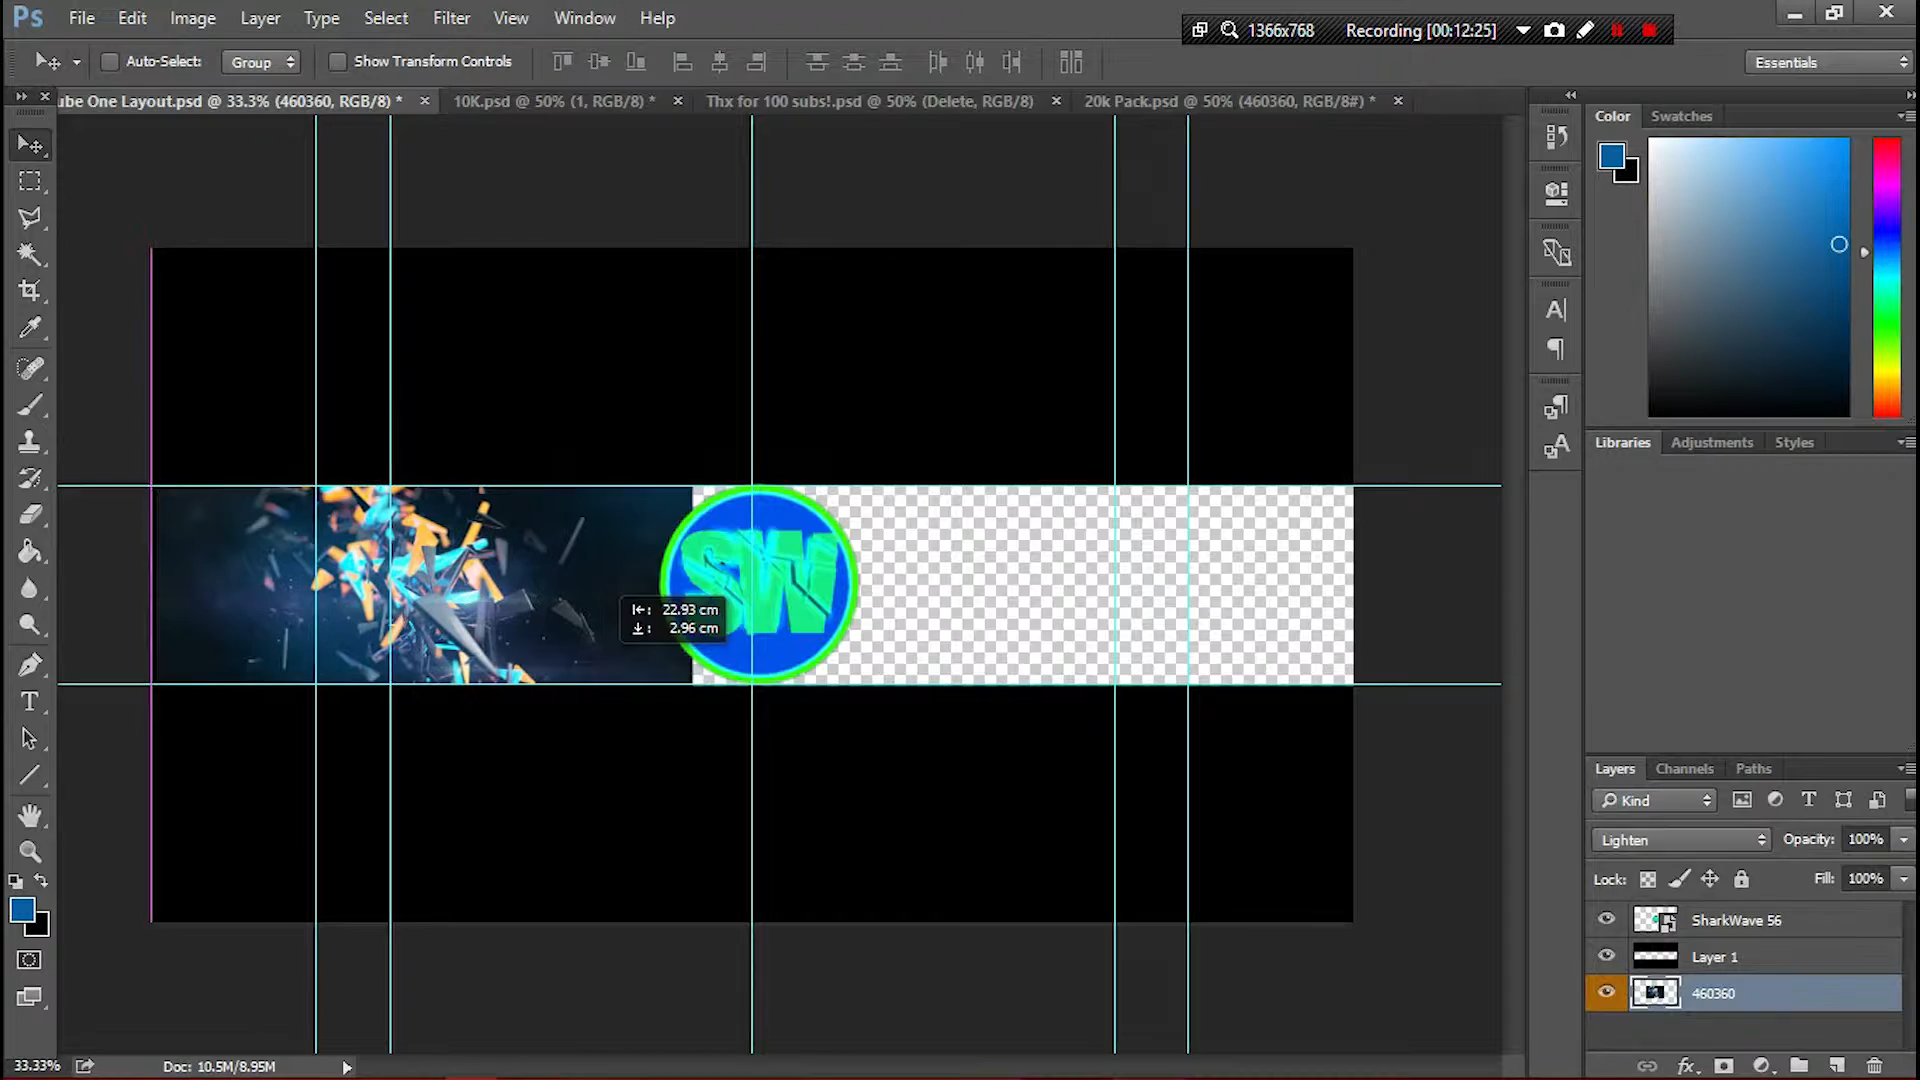 Ps File Edit Image Layer Type Select Filter View Window Help
1366x768 Recording [00:12:25]
Auto-Select: Group Show Transform Controls Essentials
ube One Layout.psd @ 33.3% (460360, RGB/8) * 10K.psd @ 50% (1, RGB/8) * Thx for 100 subs!.psd @ 50% (Delete, RGB/8) 20k Pack.psd @ 50% (460360, RGB/8#) *
Color Swatches
Libraries Adjustments Styles
SW
22.93 cm
2.96 cm
Layers Channels Paths
Kind
Lighten Opacity: 100%
Lock: Fill: 100%
SharkWave 56
Layer 1
460360
33.33% Doc: 10.5M/8.95M